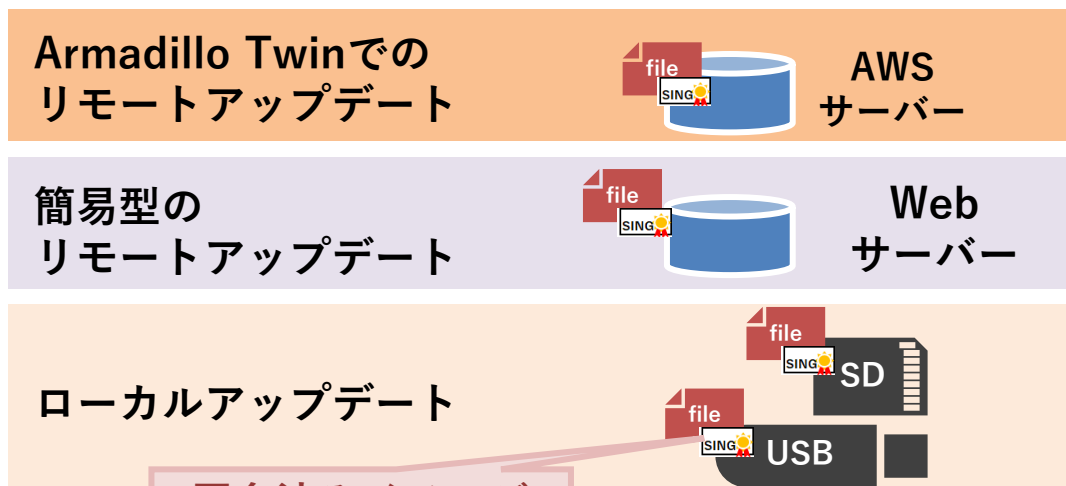 Armadillo Twinでの
リモートアップデート
file
SING
AWS
サーバー
簡易型の
リモートアップデート
file
SING
Web
サーバー
ローカルアップデート
file
SING
SD
file
SING
USB